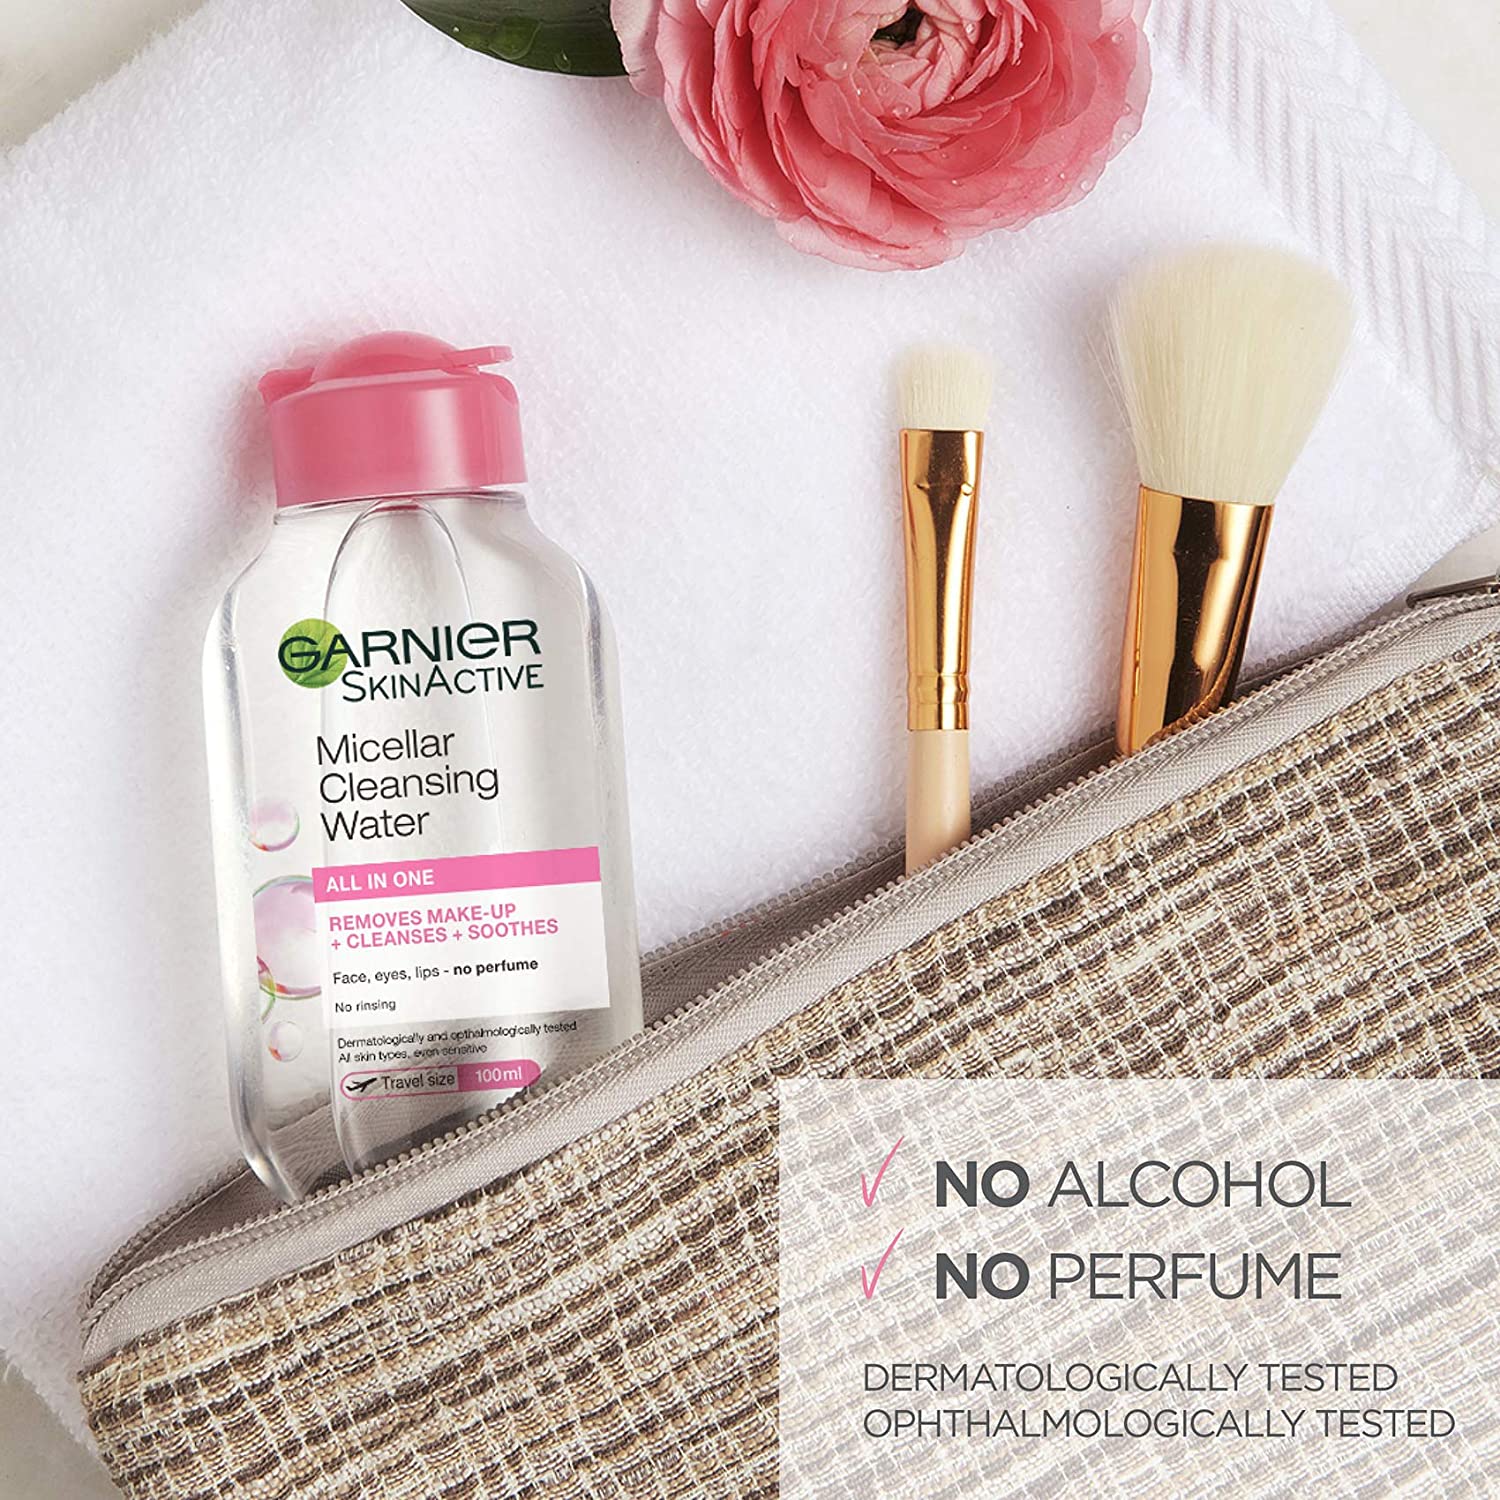 GARNIER
SKINACTIVE
Micellar
Cleansing
Water
ALL IN ONE
REMOVES MAKE-UP
+ CLEANSES + SOOTHES
Face, eyes, lips - no perfume
No rinsing
Dermatologically and opthalmologically tested
All skin types, even sensitive
Travel size 100ml
NO ALCOHOL
NO PERFUME
DERMATOLOGICALLY TESTED
OPHTHALMOLOGICALLY TESTED